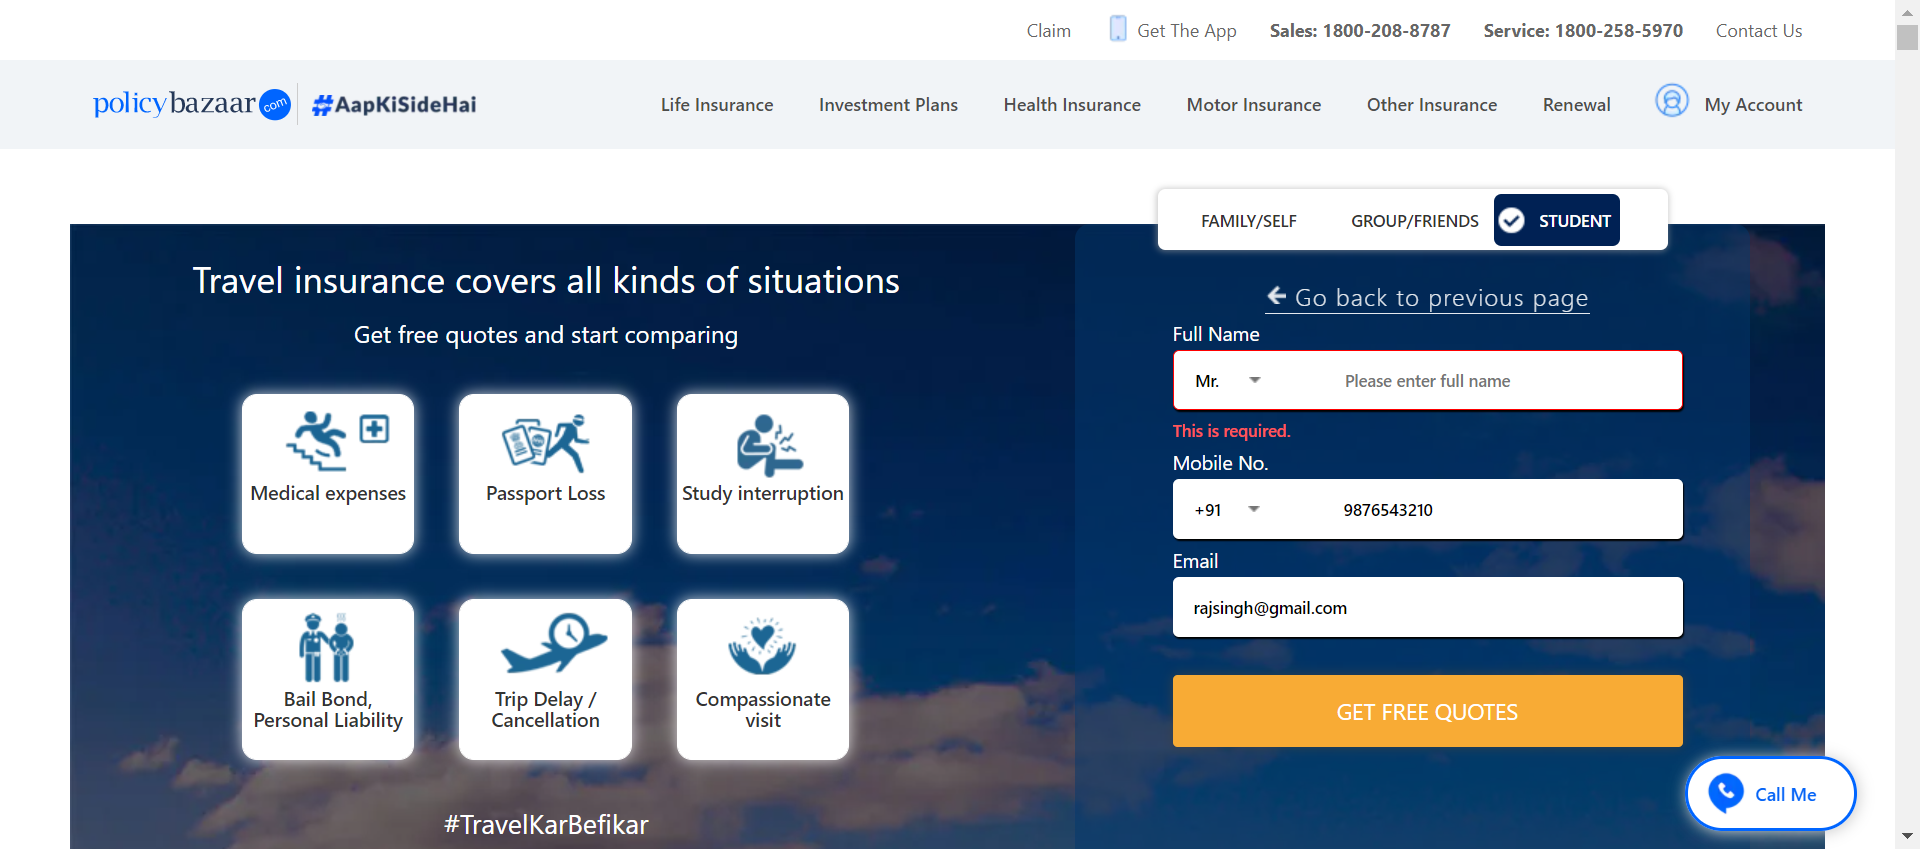 Claim Get The App Sales: 1800-208-8787 Service: 1800-258-5970 Contact Us
policybazaar.com #AapKiSideHai Life Insurance Investment Plans Health Insurance Motor Insurance Other Insurance Renewal My Account
FAMILY/SELF GROUP/FRIENDS STUDENT
Travel insurance covers all kinds of situations
Get free quotes and start comparing
Medical expenses
Passport Loss
Study interruption
Bail Bond,
Personal Liability
Trip Delay /
Cancellation
Compassionate
visit
#TravelKarBefikar
Go back to previous page
Full Name
Mr. Please enter full name
This is required.
Mobile No.
+91 9876543210
Email
rajsingh@gmail.com
GET FREE QUOTES
Call Me